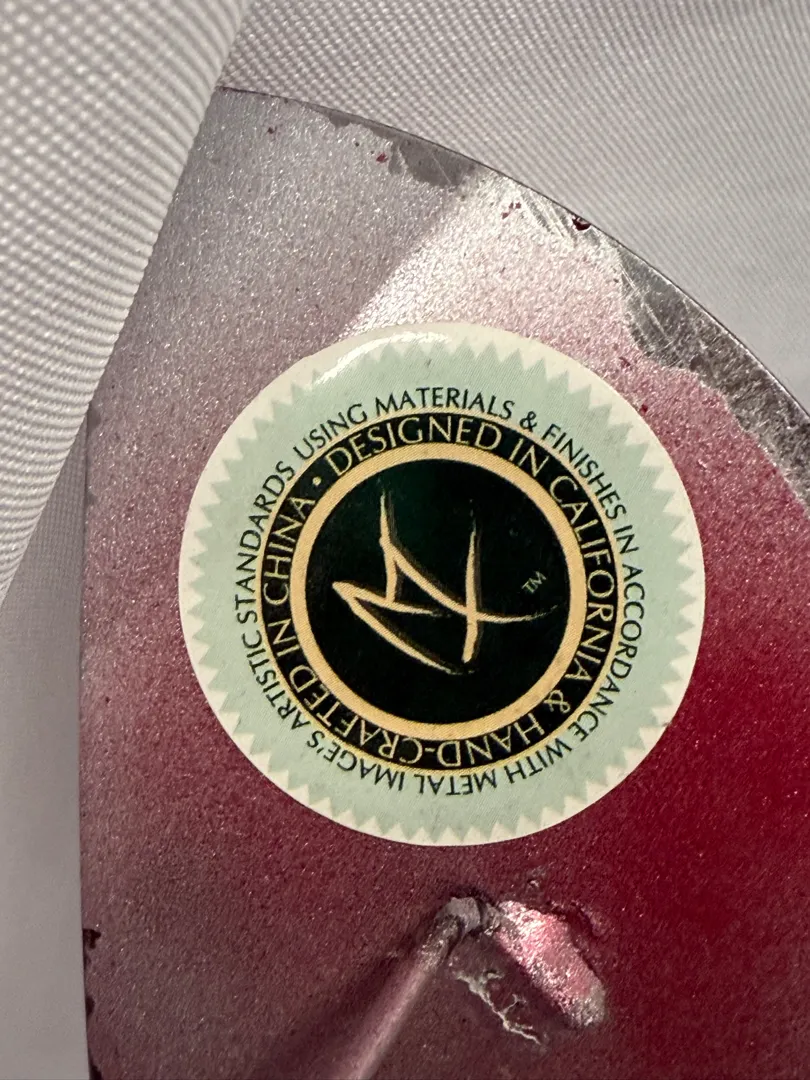 DESIGNED IN CALIFORNIA & HAND-CRAFTED IN CHINA •
USING MATERIALS & FINISHES IN ACCORDANCE WITH METAL IMAGE'S ARTISTIC STANDARDS
TM